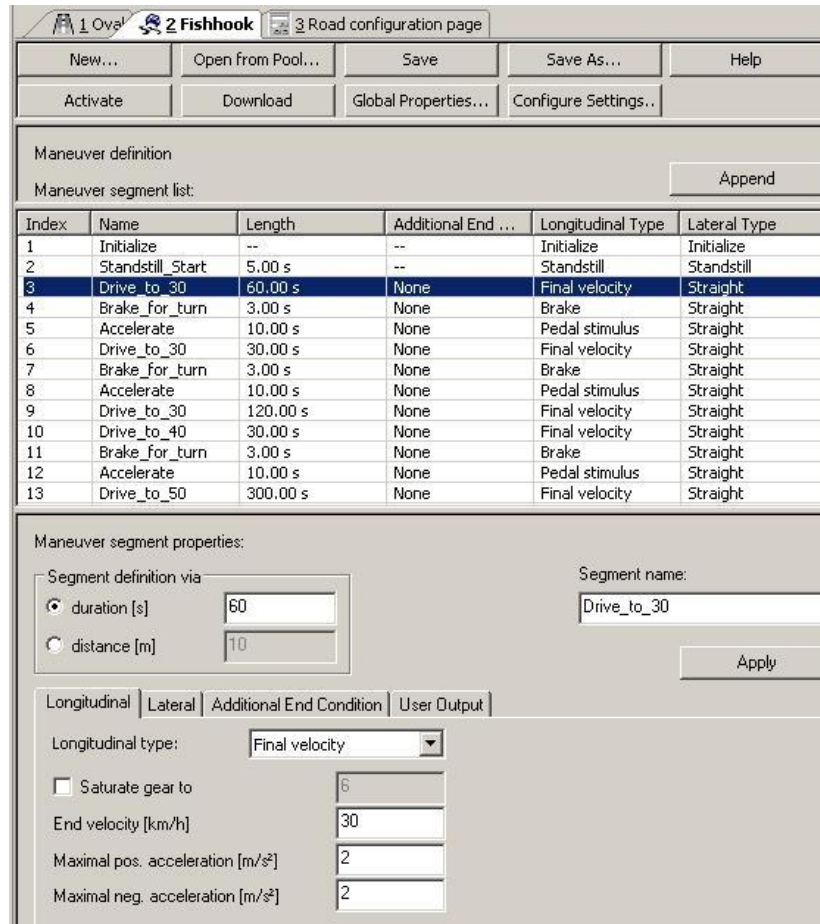 1 Oval 2 Fishhook 3 Road configuration page
New... Open from Pool... Save Save As... Help
Activate Download Global Properties... Configure Settings..
Maneuver definition
Append
Maneuver segment list:
Index Name Length Additional End ... Longitudinal Type Lateral Type
1 Initialize -- -- Initialize Initialize
2 Standstill_Start 5.00 s -- Standstill Standstill
3 Drive_to_30 60.00 s None Final velocity Straight
4 Brake_for_turn 3.00 s None Brake Straight
5 Accelerate 10.00 s None Pedal stimulus Straight
6 Drive_to_30 30.00 s None Final velocity Straight
7 Brake_for_turn 3.00 s None Brake Straight
8 Accelerate 10.00 s None Pedal stimulus Straight
9 Drive_to_30 120.00 s None Final velocity Straight
10 Drive_to_40 30.00 s None Final velocity Straight
11 Brake_for_turn 3.00 s None Brake Straight
12 Accelerate 10.00 s None Pedal stimulus Straight
13 Drive_to_50 300.00 s None Final velocity Straight
Maneuver segment properties:
Segment definition via Segment name:
duration [s] 60 Drive_to_30
distance [m] 10
Apply
Longitudinal Lateral Additional End Condition User Output
Longitudinal type: Final velocity
Saturate gear to 6
End velocity [km/h] 30
Maximal pos. acceleration [m/s²] 2
Maximal neg. acceleration [m/s²] 2